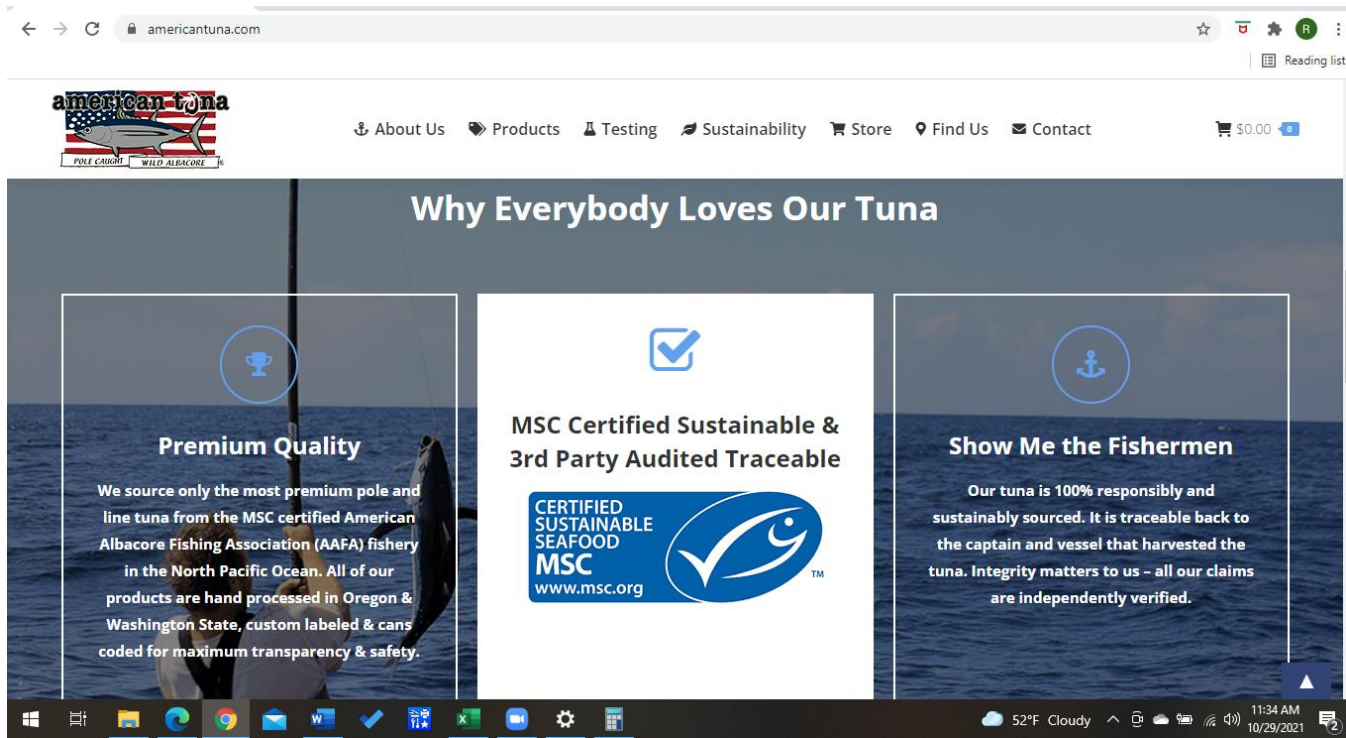 americantuna.com
R
Reading list
american tuna
POLE CAUGHT WILD ALBACORE ®
About Us Products Testing Sustainability Store Find Us Contact $0.00 0
Why Everybody Loves Our Tuna
Premium Quality
We source only the most premium pole and
line tuna from the MSC certified American
Albacore Fishing Association (AAFA) fishery
in the North Pacific Ocean. All of our
products are hand processed in Oregon &
Washington State, custom labeled & cans
coded for maximum transparency & safety.
MSC Certified Sustainable &
3rd Party Audited Traceable
CERTIFIED
SUSTAINABLE
SEAFOOD
MSC
www.msc.org
TM
Show Me the Fishermen
Our tuna is 100% responsibly and
sustainably sourced. It is traceable back to
the captain and vessel that harvested the
tuna. Integrity matters to us – all our claims
are independently verified.
52°F Cloudy
11:34 AM
10/29/2021
2